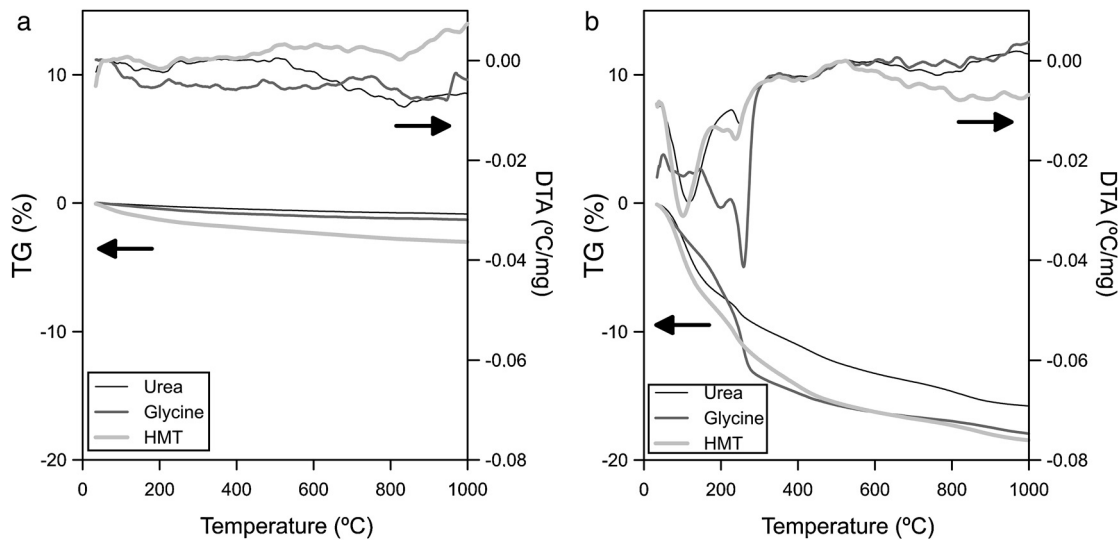 a
TG (%)
10
0
-10
-20
0.00
-0.02
-0.04
-0.06
-0.08
DTA (ºC/mg)
Urea
Glycine
HMT
0 200 400 600 800 1000
Temperature (ºC)
b
TG (%)
10
0
-10
-20
0.00
-0.02
-0.04
-0.06
-0.08
DTA (ºC/mg)
Urea
Glycine
HMT
0 200 400 600 800 1000
Temperature (ºC)